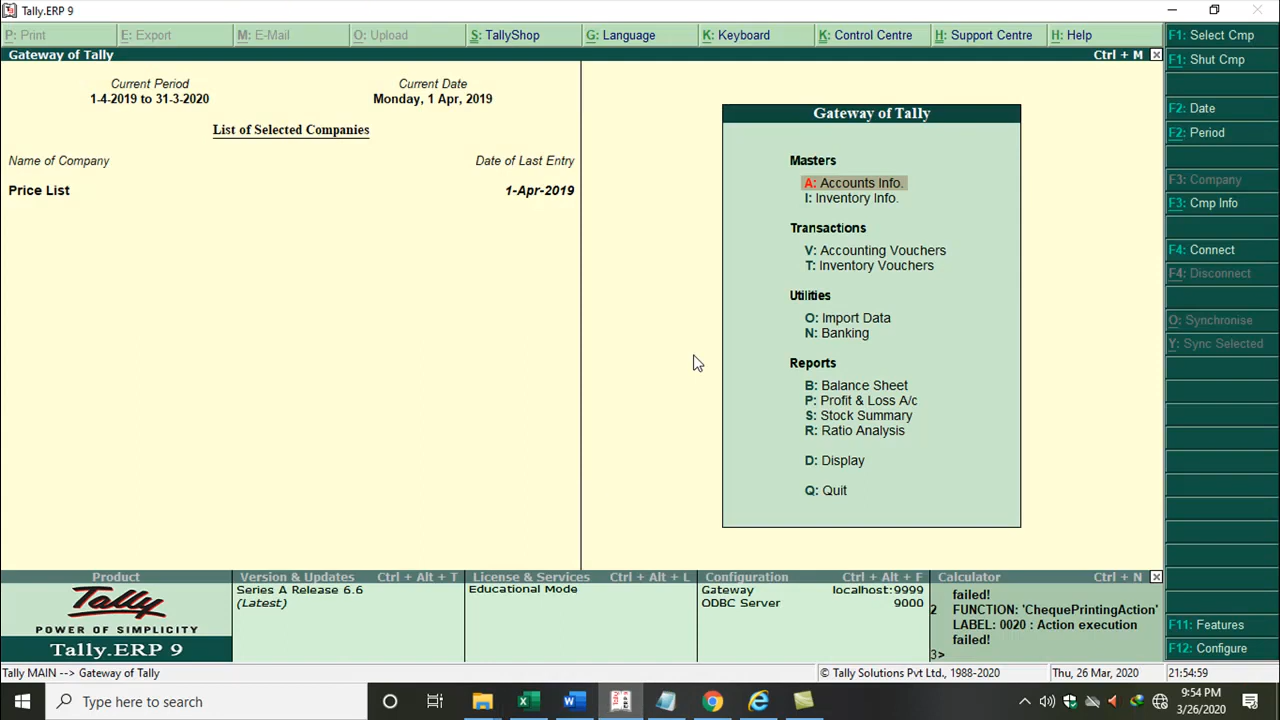 Tally.ERP 9
P: Print
E: Export
M: E-Mail
O: Upload
S: TallyShop
G: Language
K: Keyboard
K: Control Centre
H: Support Centre
H: Help
Gateway of Tally
Ctrl + M
Current Period
1-4-2019 to 31-3-2020
Current Date
Monday, 1 Apr, 2019
List of Selected Companies
Name of Company
Date of Last Entry
Price List
1-Apr-2019
Gateway of Tally
Masters
A: Accounts Info.
I: Inventory Info.
Transactions
V: Accounting Vouchers
T: Inventory Vouchers
Utilities
O: Import Data
N: Banking
Reports
B: Balance Sheet
P: Profit & Loss A/c
S: Stock Summary
R: Ratio Analysis
D: Display
Q: Quit
F1: Select Cmp
F1: Shut Cmp
F2: Date
F2: Period
F3: Company
F3: Cmp Info
F4: Connect
F4: Disconnect
O: Synchronise
Y: Sync Selected
F11: Features
F12: Configure
Product
Tally
POWER OF SIMPLICITY
Tally.ERP 9
Version & Updates Ctrl + Alt + T
Series A Release 6.6
(Latest)
License & Services Ctrl + Alt + L
Educational Mode
Configuration Ctrl + Alt + F
Gateway localhost:9999
ODBC Server 9000
Calculator Ctrl + N
failed!
2 FUNCTION: 'ChequePrintingAction'
LABEL: 0020 : Action execution
failed!
3>
Tally MAIN --> Gateway of Tally
© Tally Solutions Pvt Ltd., 1988-2020
Thu, 26 Mar, 2020
21:54:59
Type here to search
9:54 PM
3/26/2020